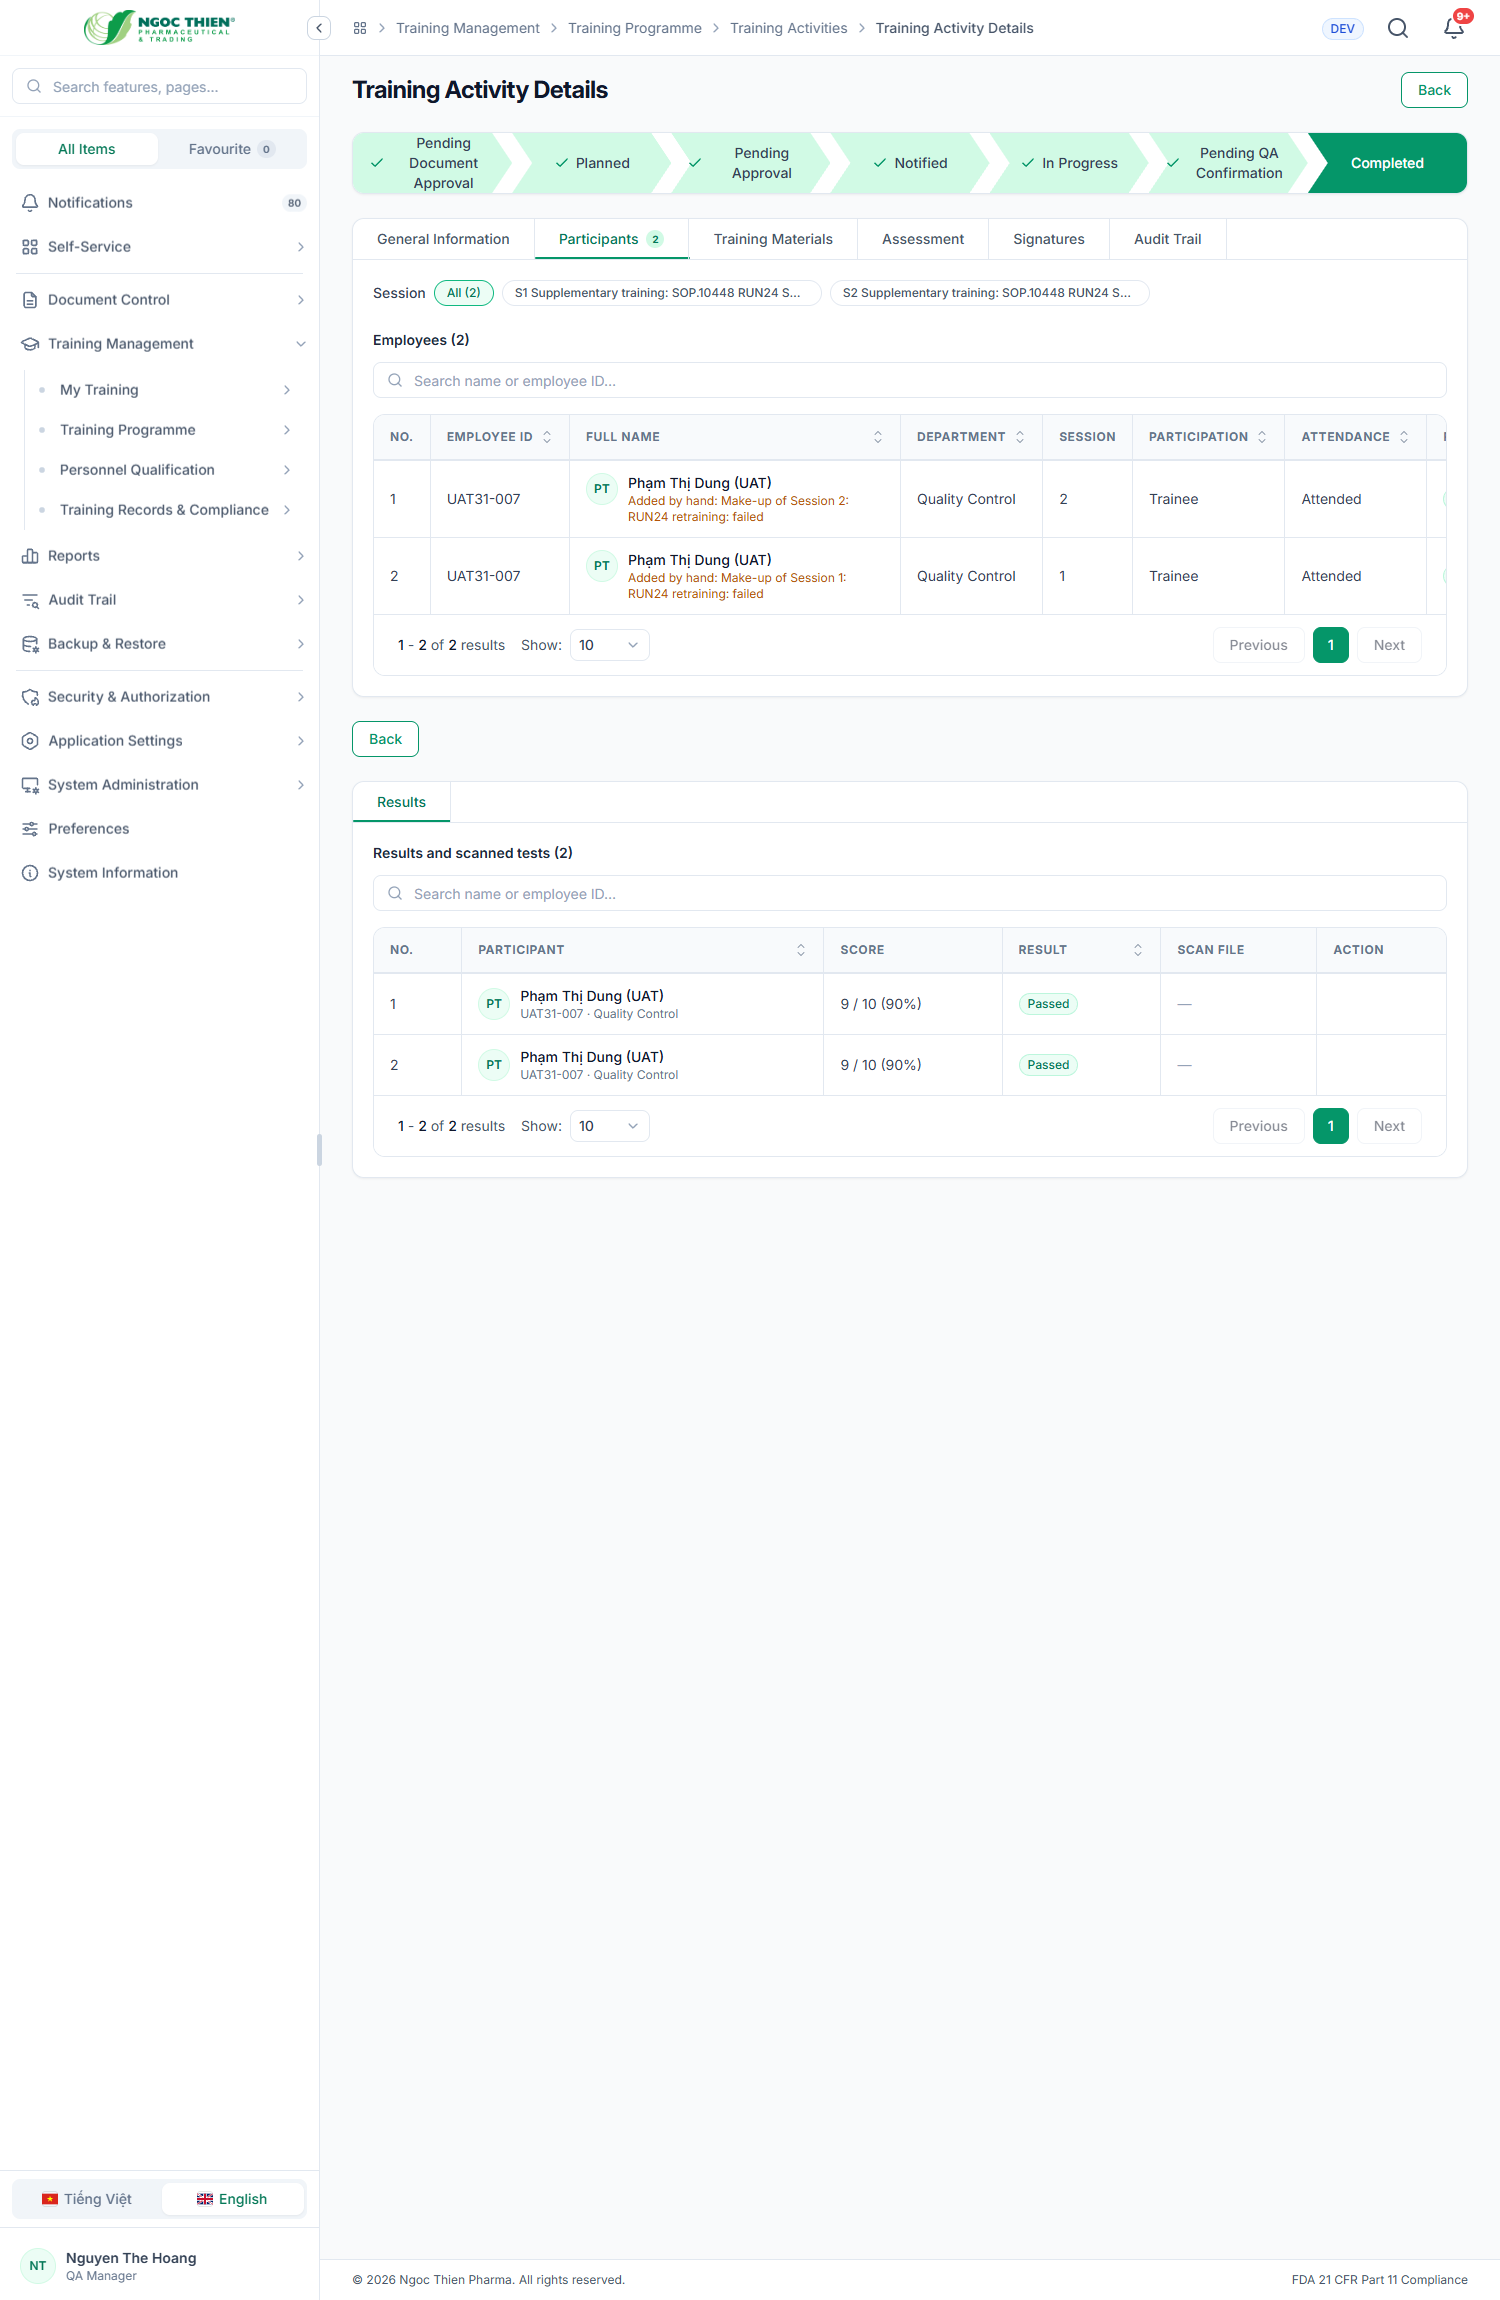 NGOC THIEN®
PHARMACEUTICAL
& TRADING
Training Management
Training Programme
Training Activities
Training Activity Details
DEV
9+
Search features, pages...
All Items
Favourite 0
Notifications 80
Self-Service
Document Control
Training Management
My Training
Training Programme
Personnel Qualification
Training Records & Compliance
Reports
Audit Trail
Backup & Restore
Security & Authorization
Application Settings
System Administration
Preferences
System Information
Tiếng Việt
English
NT
Nguyen The Hoang
QA Manager
Training Activity Details
Back
Pending
Document
Approval
Planned
Pending
Approval
Notified
In Progress
Pending QA
Confirmation
Completed
General Information
Participants 2
Training Materials
Assessment
Signatures
Audit Trail
Session
All (2)
S1 Supplementary training: SOP.10448 RUN24 S...
S2 Supplementary training: SOP.10448 RUN24 S...
Employees (2)
Search name or employee ID...
NO. EMPLOYEE ID FULL NAME DEPARTMENT SESSION PARTICIPATION ATTENDANCE
1 UAT31-007 PT Phạm Thị Dung (UAT) Quality Control 2 Trainee Attended
Added by hand: Make-up of Session 2:
RUN24 retraining: failed
2 UAT31-007 PT Phạm Thị Dung (UAT) Quality Control 1 Trainee Attended
Added by hand: Make-up of Session 1:
RUN24 retraining: failed
1 - 2 of 2 results Show: 10 Previous 1 Next
Back
Results
Results and scanned tests (2)
Search name or employee ID...
NO. PARTICIPANT SCORE RESULT SCAN FILE ACTION
1 PT Phạm Thị Dung (UAT) 9 / 10 (90%) Passed —
UAT31-007 · Quality Control
2 PT Phạm Thị Dung (UAT) 9 / 10 (90%) Passed —
UAT31-007 · Quality Control
1 - 2 of 2 results Show: 10 Previous 1 Next
© 2026 Ngoc Thien Pharma. All rights reserved.
FDA 21 CFR Part 11 Compliance